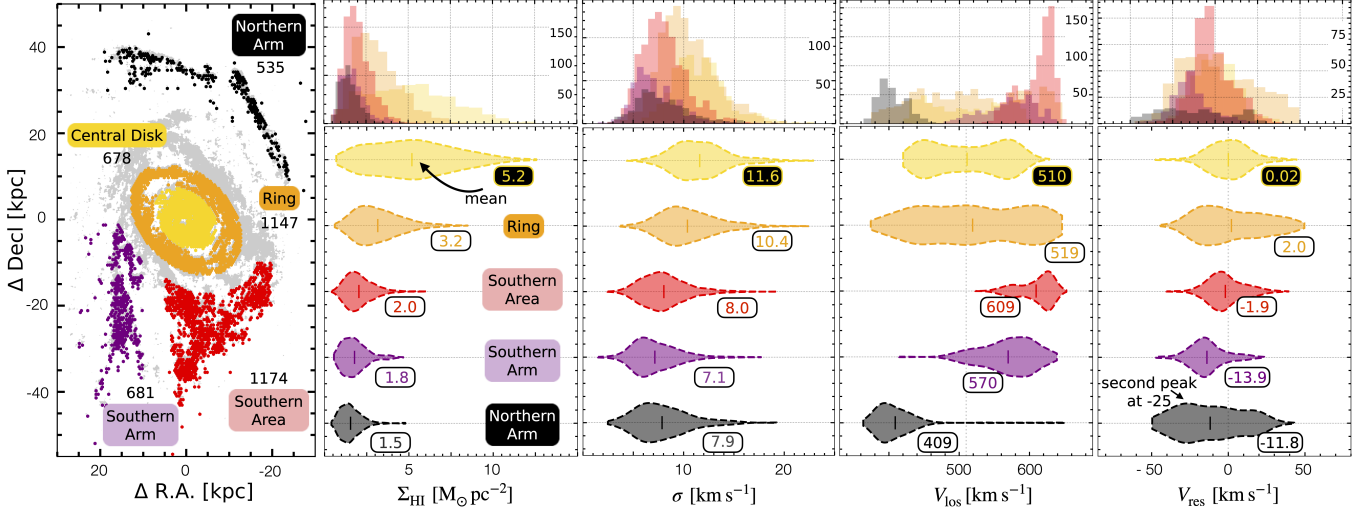 Northern
Arm
535
Central Disk
678
Ring
1147
681
Southern
Arm
1174
Southern
Area
40
20
0
-20
-40
Δ Decl [kpc]
20
0
-20
Δ R.A. [kpc]
150
100
50
5.2
mean
Ring
3.2
Southern
Area
2.0
Southern
Arm
1.8
Northern
Arm
1.5
5
10
Σ_HI [M_⊙ pc⁻²]
100
50
11.6
10.4
8.0
7.1
7.9
10
20
σ [km s⁻¹]
150
100
50
510
519
609
570
409
500
600
V_los [km s⁻¹]
75
50
25
0.02
2.0
-1.9
-13.9
second peak
at -25
-11.8
- 50
0
50
V_res [km s⁻¹]